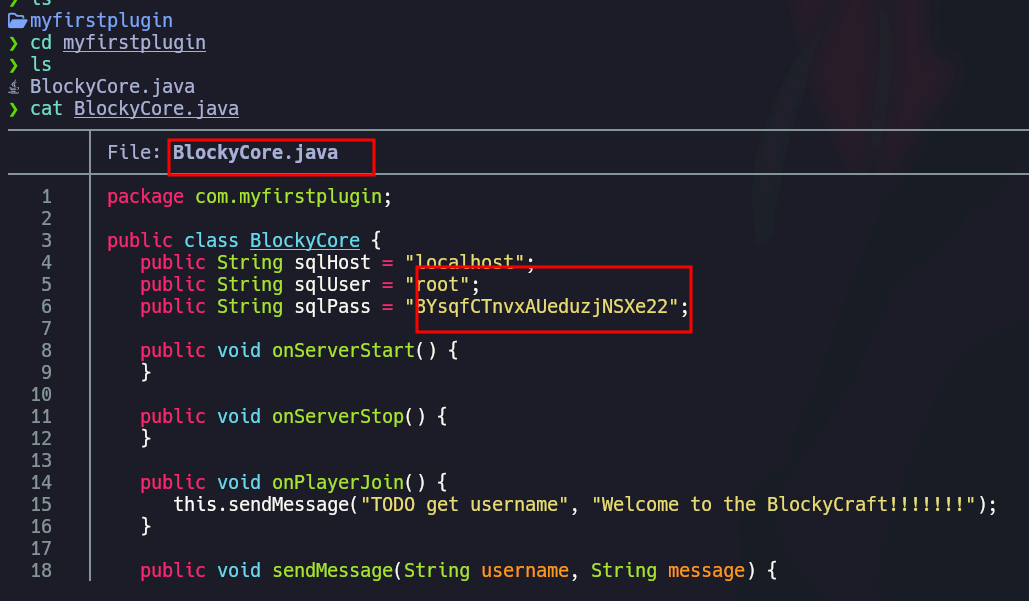 ❯ ls
myfirstplugin
❯ cd myfirstplugin
❯ ls
BlockyCore.java
❯ cat BlockyCore.java
File: BlockyCore.java
1 package com.myfirstplugin;
2
3 public class BlockyCore {
4 public String sqlHost = "localhost";
5 public String sqlUser = "root";
6 public String sqlPass = "8YsqfCTnvxAUeduzjNSXe22";
7
8 public void onServerStart() {
9 }
10
11 public void onServerStop() {
12 }
13
14 public void onPlayerJoin() {
15 this.sendMessage("TODO get username", "Welcome to the BlockyCraft!!!!!!!");
16 }
17
18 public void sendMessage(String username, String message) {